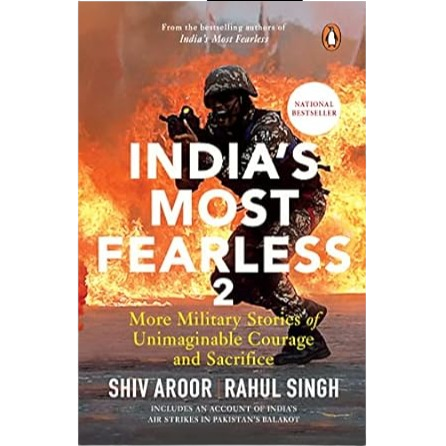 From the bestselling authors of
India's Most Fearless
NATIONAL
BESTSELLER
INDIA'S
MOST
FEARLESS
2
More Military Stories of
Unimaginable Courage
and Sacrifice
SHIV AROOR | RAHUL SINGH
INCLUDES AN ACCOUNT OF INDIA'S
AIR STRIKES IN PAKISTAN'S BALAKOT